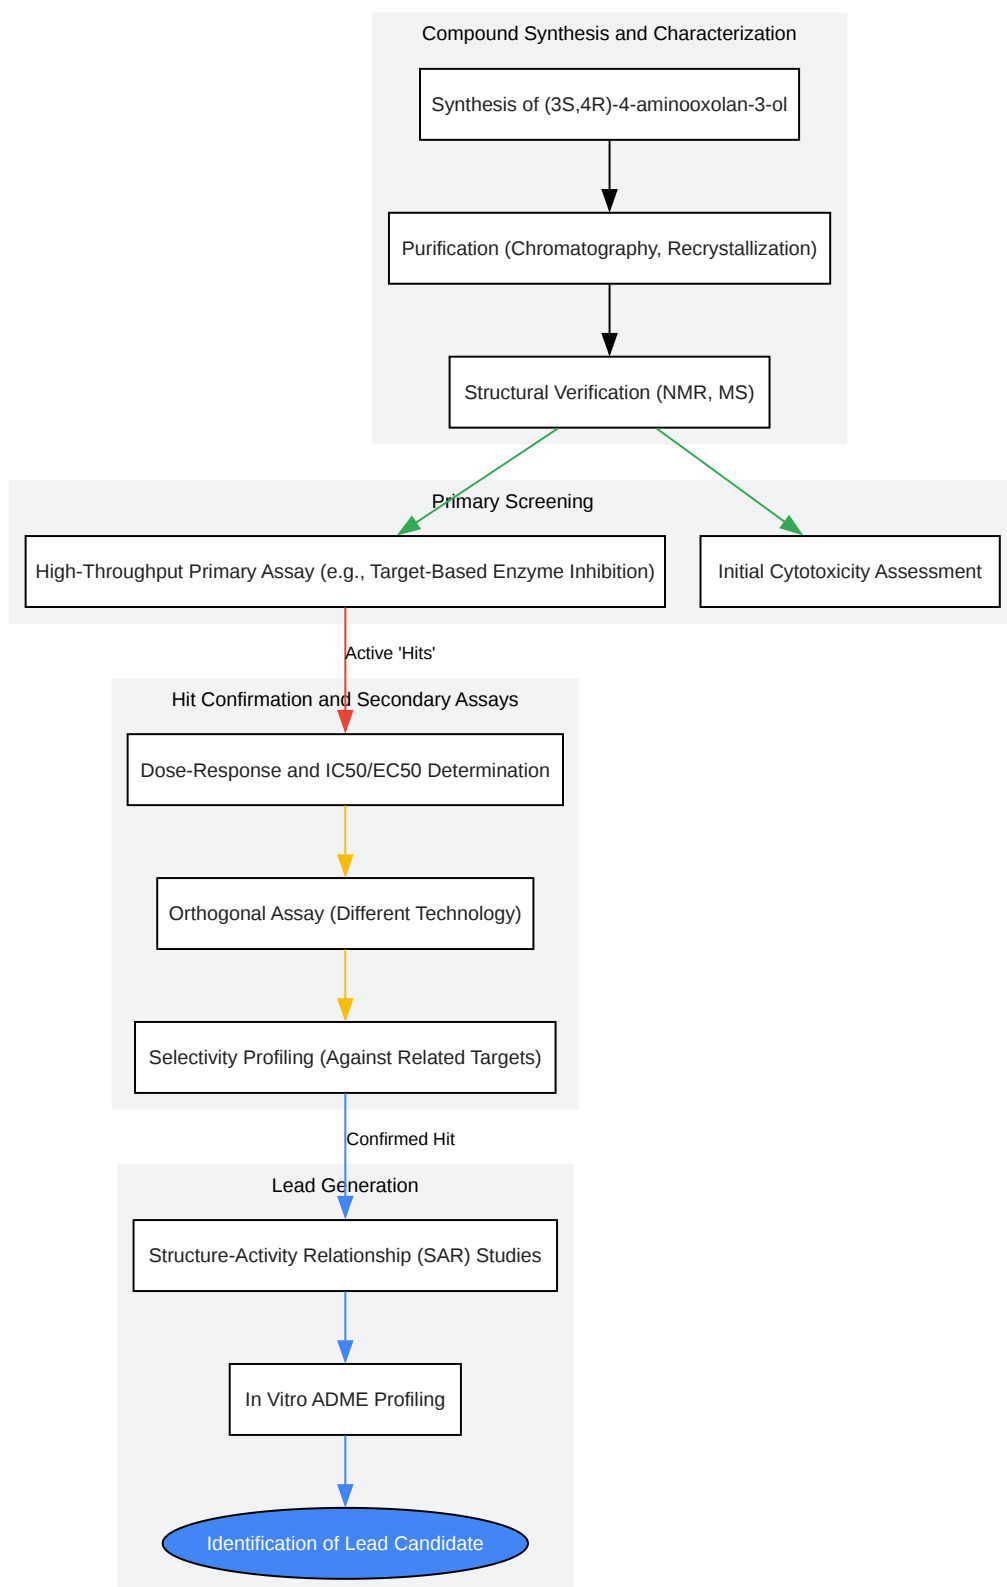 Compound Synthesis and Characterization
Synthesis of (3S,4R)-4-aminooxolan-3-ol
Purification (Chromatography, Recrystallization)
Structural Verification (NMR, MS)
Primary Screening
High-Throughput Primary Assay (e.g., Target-Based Enzyme Inhibition)
Initial Cytotoxicity Assessment
Active 'Hits'
Hit Confirmation and Secondary Assays
Dose-Response and IC50/EC50 Determination
Orthogonal Assay (Different Technology)
Selectivity Profiling (Against Related Targets)
Confirmed Hit
Lead Generation
Structure-Activity Relationship (SAR) Studies
In Vitro ADME Profiling
Identification of Lead Candidate